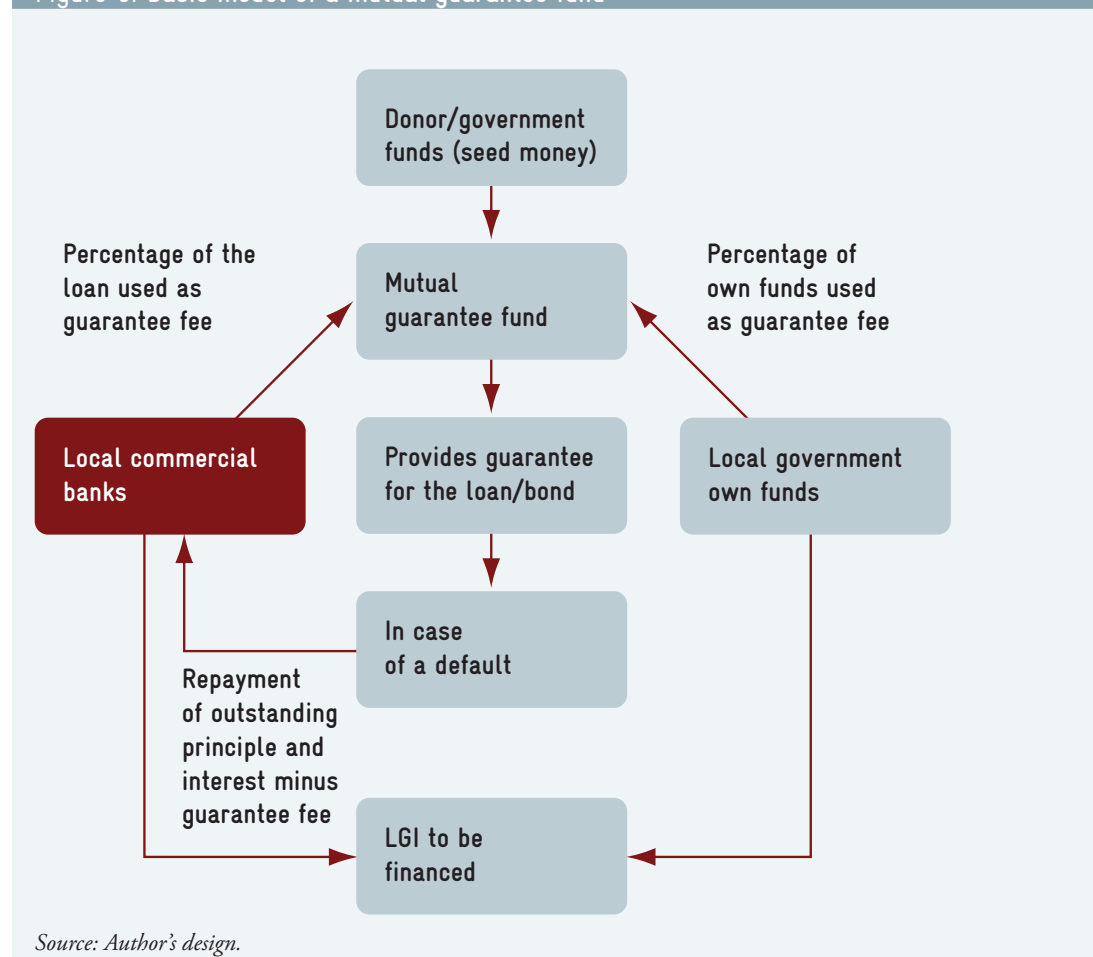 Donor/government
funds (seed money)
Percentage of the
loan used as
guarantee fee
Mutual
guarantee fund
Percentage of
own funds used
as guarantee fee
Local commercial
banks
Provides guarantee
for the loan/bond
Local government
own funds
In case
of a default
Repayment
of outstanding
principle and
interest minus
guarantee fee
LGI to be
financed
Source: Author's design.